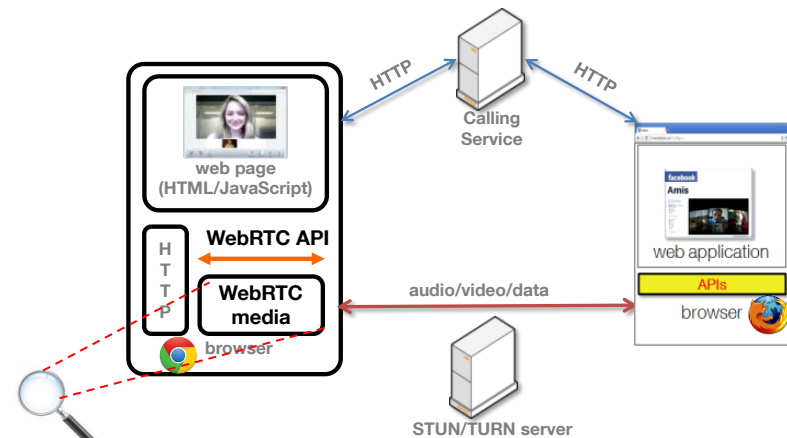 HTTP
HTTP
Calling
Service
web page
(HTML/JavaScript)
WebRTC API
H
T
T
P
WebRTC
media
browser
audio/video/data
STUN/TURN server
facebook
Amis
web application
APIs
browser